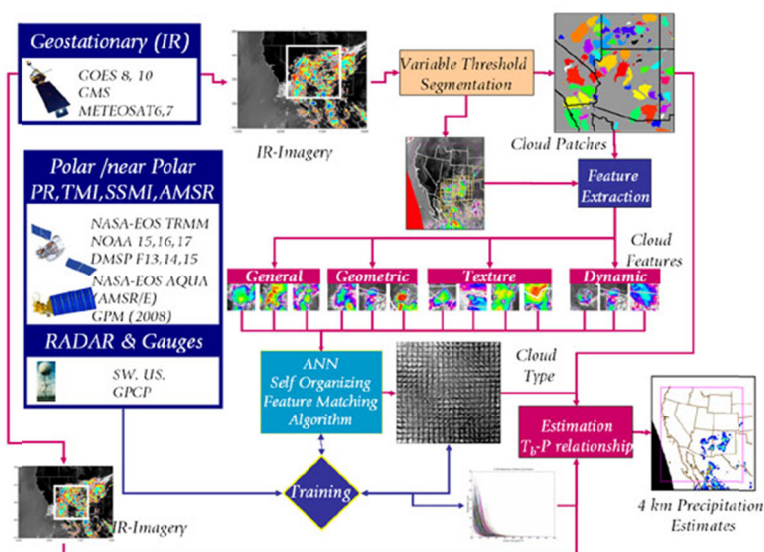 Geostationary (IR)
GOES 8, 10
GMS
METEOSAT6,7
IR-Imagery
Variable Threshold
Segmentation
Cloud Patches
Feature
Extraction
Polar /near Polar
PR,TMI,SSMI,AMSR
NASA-EOS TRMM
NOAA 15,16,17
DMSP F13,14,15
NASA-EOS AQUA
(AMSR/E)
GPM (2008)
RADAR & Gauges
SW. US.
GPCP
Cloud
Features
General
Geometric
Texture
Dynamic
ANN
Self Organizing
Feature Matching
Algorithm
Cloud
Type
Estimation
Tb-P relationship
Training
IR-Imagery
4 km Precipitation
Estimates